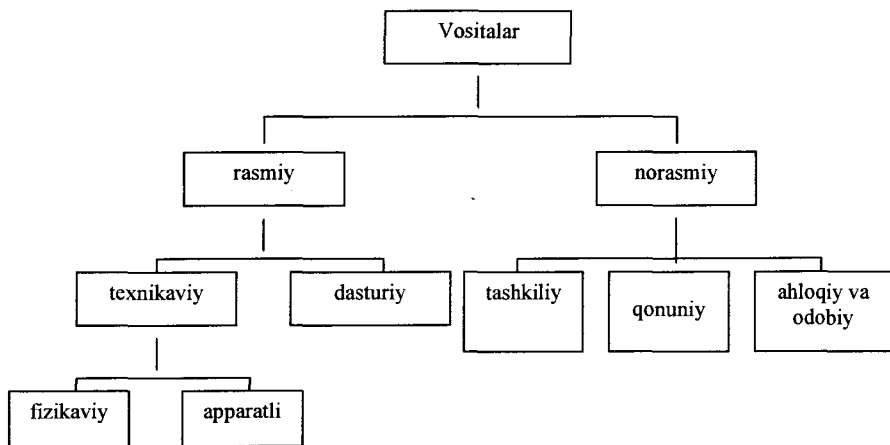 Vositalar
rasmiy
norasmiy
texnikaviy
dasturiy
tashkiliy
qonuniy
ahloqiy va
odobiy
fizikaviy
apparatli